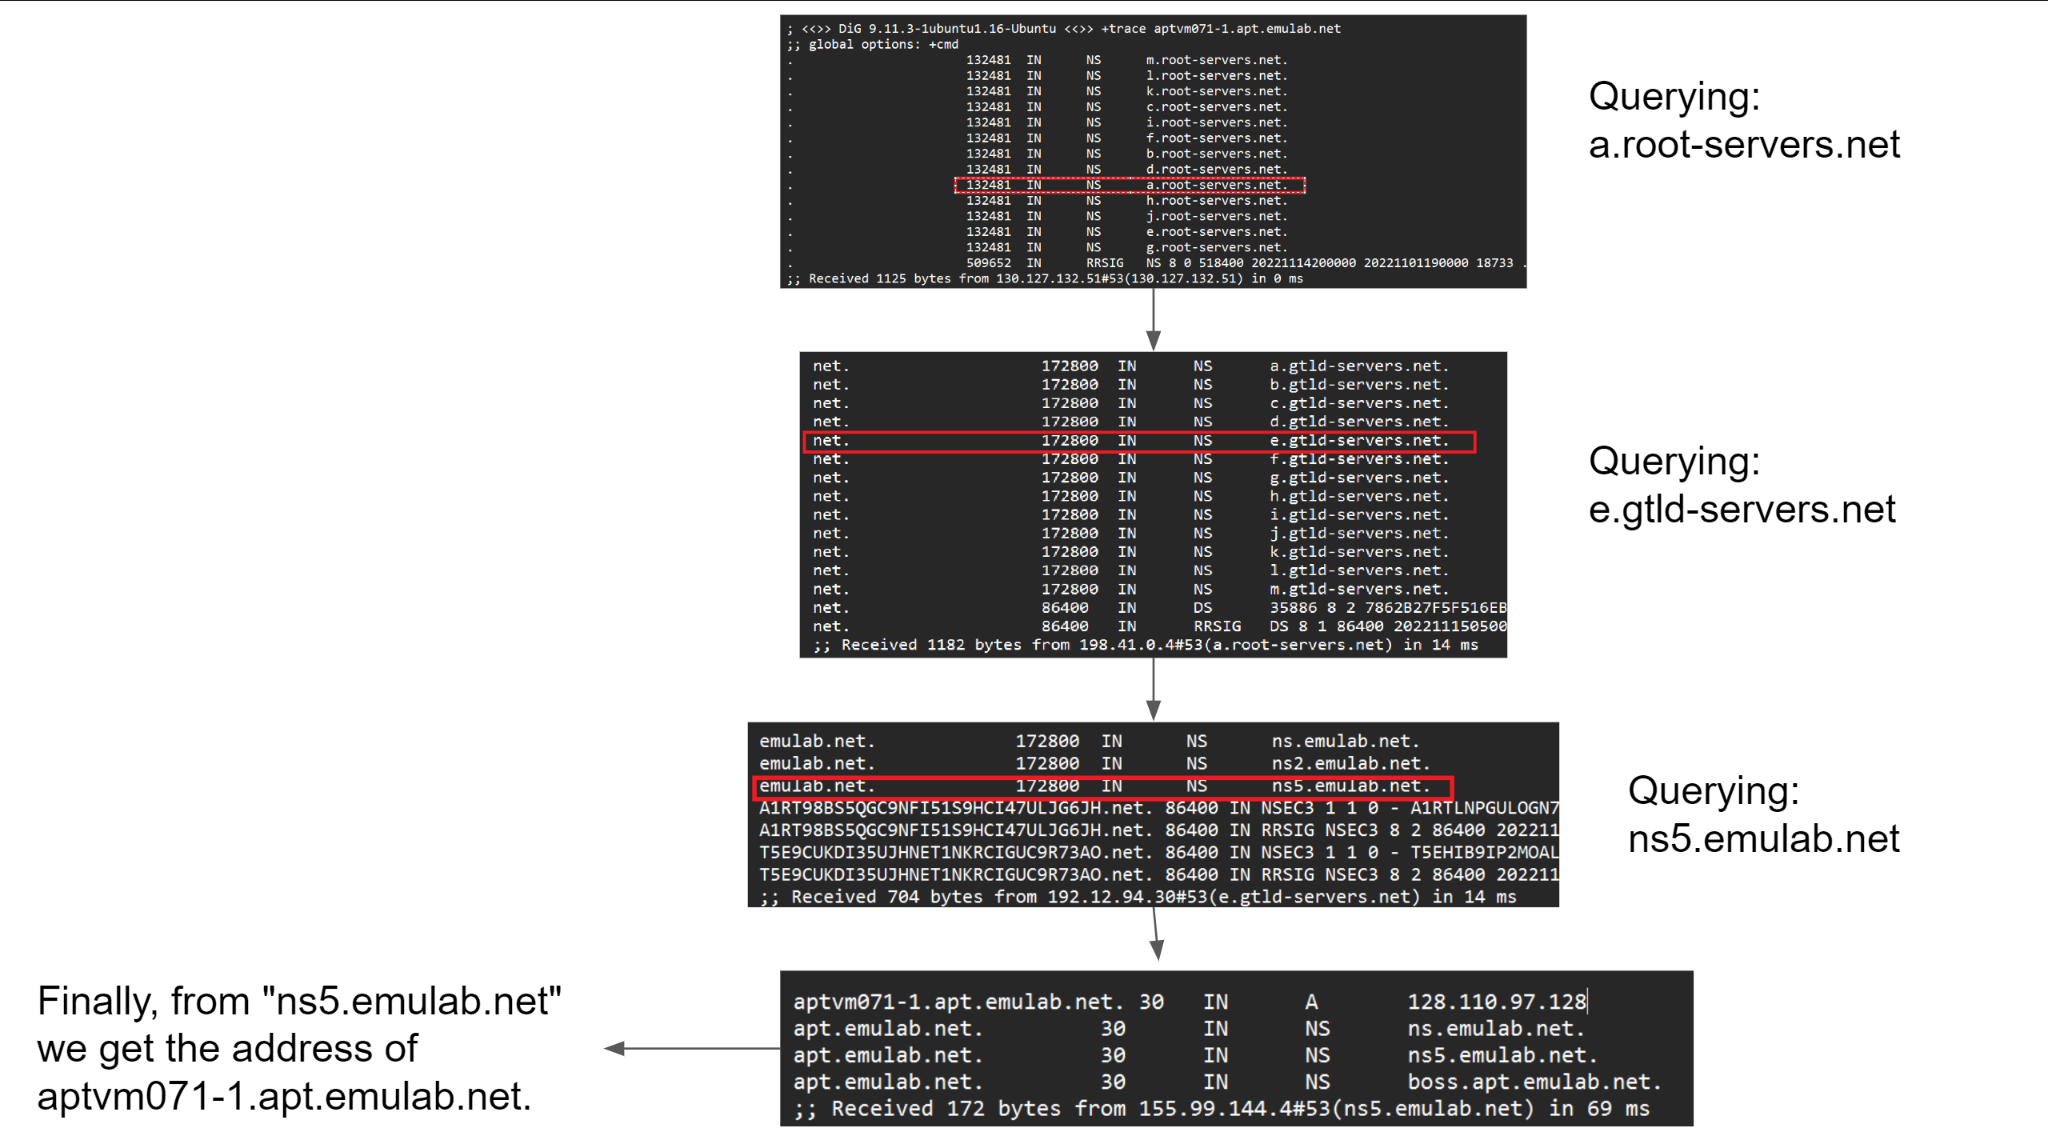 ; <<>> DiG 9.11.3-1ubuntu1.16-Ubuntu <<>> +trace aptvm071-1.apt.emulab.net
;; global options: +cmd
. 132481 IN NS m.root-servers.net.
. 132481 IN NS l.root-servers.net.
. 132481 IN NS k.root-servers.net.
. 132481 IN NS c.root-servers.net.
. 132481 IN NS i.root-servers.net.
. 132481 IN NS f.root-servers.net.
. 132481 IN NS b.root-servers.net.
. 132481 IN NS d.root-servers.net.
. 132481 IN NS a.root-servers.net.
. 132481 IN NS h.root-servers.net.
. 132481 IN NS j.root-servers.net.
. 132481 IN NS e.root-servers.net.
. 132481 IN NS g.root-servers.net.
. 509652 IN RRSIG NS 8 0 518400 20221114200000 20221101190000 18733 .
;; Received 1125 bytes from 130.127.132.51#53(130.127.132.51) in 0 ms
Querying:
a.root-servers.net
net. 172800 IN NS a.gtld-servers.net.
net. 172800 IN NS b.gtld-servers.net.
net. 172800 IN NS c.gtld-servers.net.
net. 172800 IN NS d.gtld-servers.net.
net. 172800 IN NS e.gtld-servers.net.
net. 172800 IN NS f.gtld-servers.net.
net. 172800 IN NS g.gtld-servers.net.
net. 172800 IN NS h.gtld-servers.net.
net. 172800 IN NS i.gtld-servers.net.
net. 172800 IN NS j.gtld-servers.net.
net. 172800 IN NS k.gtld-servers.net.
net. 172800 IN NS l.gtld-servers.net.
net. 172800 IN NS m.gtld-servers.net.
net. 86400 IN DS 35886 8 2 7862B27F5F516EB
net. 86400 IN RRSIG DS 8 1 86400 202211150500
;; Received 1182 bytes from 198.41.0.4#53(a.root-servers.net) in 14 ms
Querying:
e.gtld-servers.net
emulab.net. 172800 IN NS ns.emulab.net.
emulab.net. 172800 IN NS ns2.emulab.net.
emulab.net. 172800 IN NS ns5.emulab.net.
A1RT98BS5QGC9NFI51S9HCI47ULJG6JH.net. 86400 IN NSEC3 1 1 0 - A1RTLNPGULOGN7
A1RT98BS5QGC9NFI51S9HCI47ULJG6JH.net. 86400 IN RRSIG NSEC3 8 2 86400 202211
T5E9CUKDI35UJHNET1NKRCIGUC9R73AO.net. 86400 IN NSEC3 1 1 0 - T5EHIB9IP2MOAL
T5E9CUKDI35UJHNET1NKRCIGUC9R73AO.net. 86400 IN RRSIG NSEC3 8 2 86400 202211
;; Received 704 bytes from 192.12.94.30#53(e.gtld-servers.net) in 14 ms
Querying:
ns5.emulab.net
aptvm071-1.apt.emulab.net. 30 IN A 128.110.97.128
apt.emulab.net. 30 IN NS ns.emulab.net.
apt.emulab.net. 30 IN NS ns5.emulab.net.
apt.emulab.net. 30 IN NS boss.apt.emulab.net.
;; Received 172 bytes from 155.99.144.4#53(ns5.emulab.net) in 69 ms
Finally, from "ns5.emulab.net"
we get the address of
aptvm071-1.apt.emulab.net.